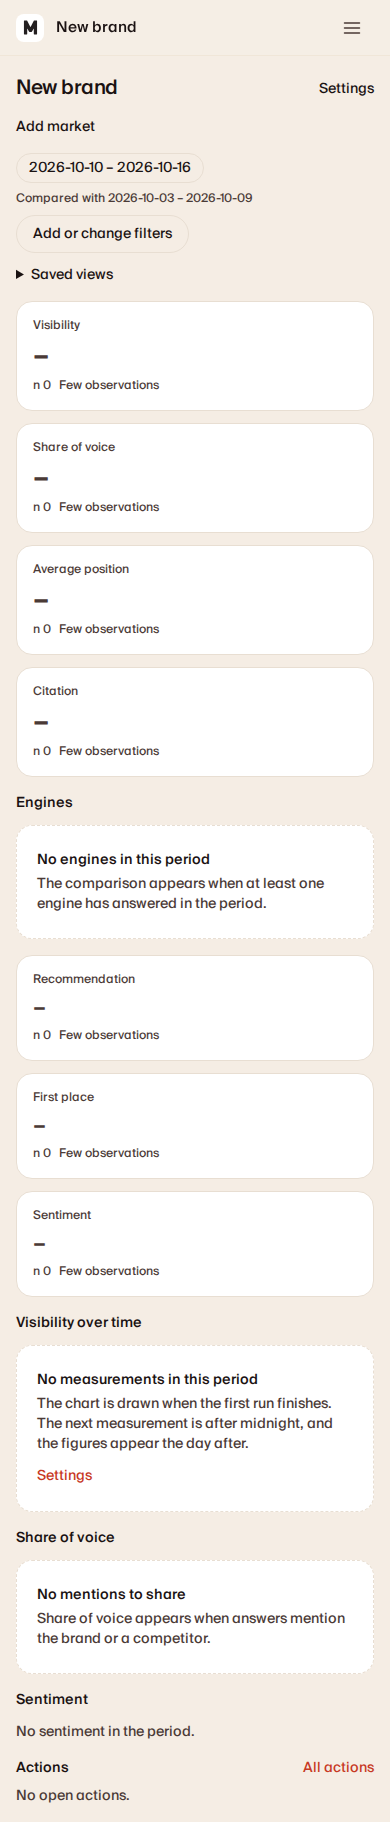 M New brand
New brand
Settings
Add market
2026-10-10 – 2026-10-16
Compared with 2026-10-03 – 2026-10-09
Add or change filters
Saved views
Visibility
–
n 0 Few observations
Share of voice
–
n 0 Few observations
Average position
–
n 0 Few observations
Citation
–
n 0 Few observations
Engines
No engines in this period
The comparison appears when at least one
engine has answered in the period.
Recommendation
–
n 0 Few observations
First place
–
n 0 Few observations
Sentiment
–
n 0 Few observations
Visibility over time
No measurements in this period
The chart is drawn when the first run finishes.
The next measurement is after midnight, and
the figures appear the day after.
Settings
Share of voice
No mentions to share
Share of voice appears when answers mention
the brand or a competitor.
Sentiment
No sentiment in the period.
Actions
All actions
No open actions.